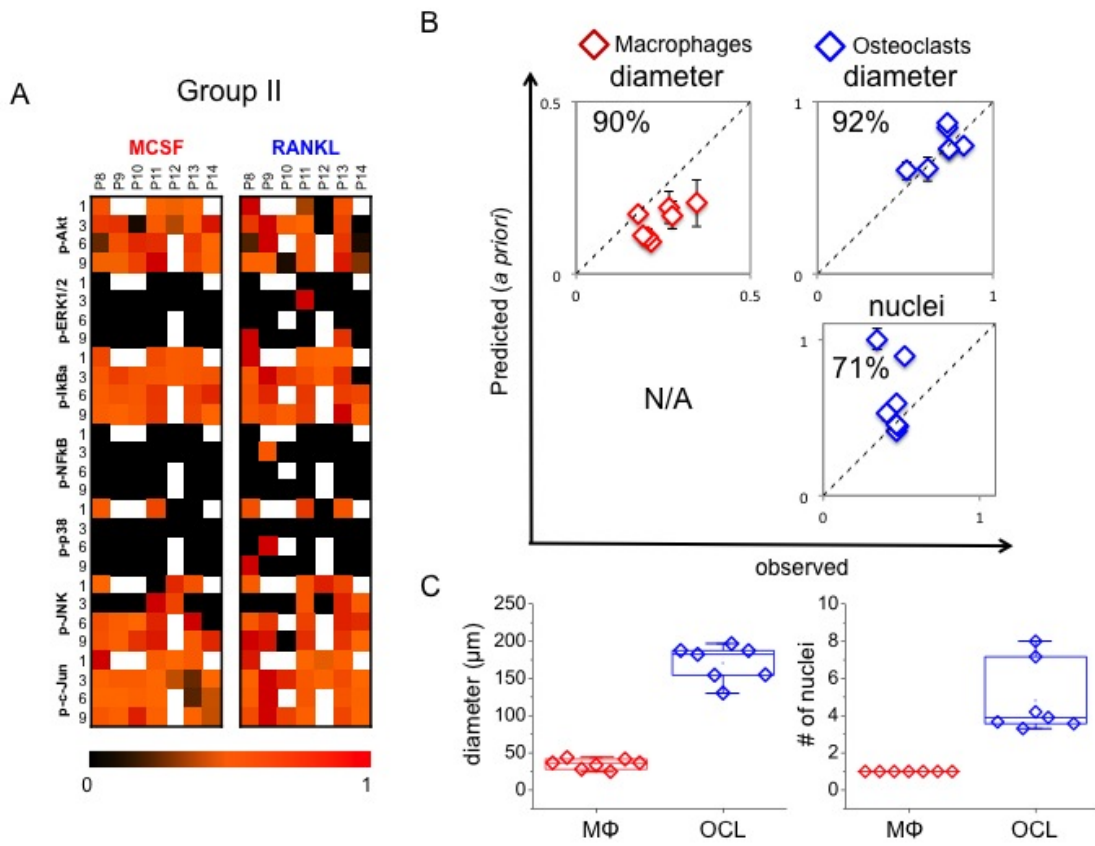 A
Group II
MCSF
RANKL
P8 P9 P10 P11 P12 P13 P14
P8 P9 P10 P11 P12 P13 P14
p-Akt
1
3
6
9
p-ERK1/2
1
3
6
9
p-IkBa
1
3
6
9
p-NFkB
1
3
6
9
p-p38
1
3
6
9
p-JNK
1
3
6
9
p-c-Jun
1
3
6
9
0
1
B
Macrophages
diameter
Osteoclasts
diameter
Predicted (a priori)
0.5
90%
0
0
0.5
1
92%
0
0
1
nuclei
1
71%
0
0
1
N/A
observed
C
diameter (µm)
250
200
150
100
50
0
MΦ
OCL
# of nuclei
10
8
6
4
2
0
MΦ
OCL